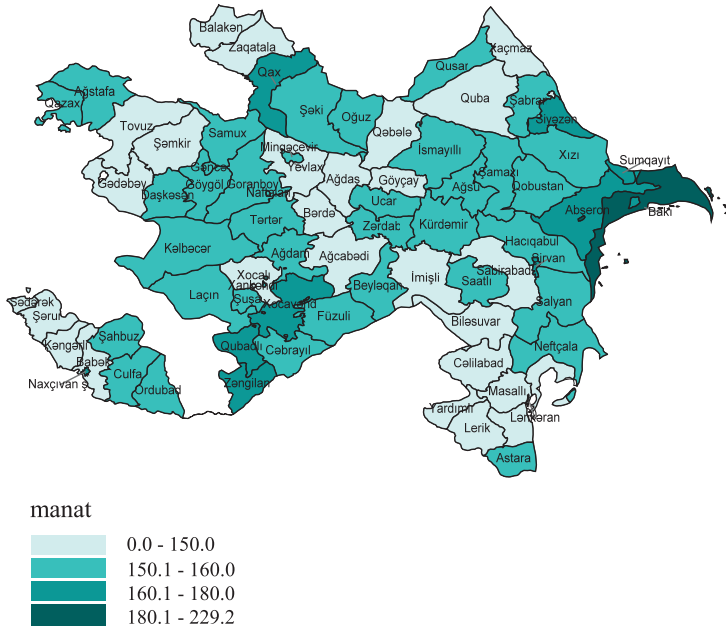 Balakən
Zaqatala
Qax
Xaçmaz
Qusar
Quba
Şabran
Siyəzən
Ağstafa
Qazax
Şəki
Oğuz
Tovuz
Samux
Qəbələ
Şəmkir
Mingəçevir
İsmayıllı
Xızı
Sumqayıt
Gəncə
Yevlax
Şamaxı
Gədəbəy
Göygöl
Goranboy
Ağdaş
Göyçay
Ağsu
Qobustan
Daşkəsən
Naftalan
Ucar
Abşeron
Bakı
Bərdə
Tərtər
Zərdab
Kürdəmir
Kəlbəcər
Ağdam
Ağcabədi
Hacıqabul
Şirvan
Xocalı
İmişli
Sabirabad
Xankəndi
Saatlı
Laçın
Şuşa
Xocavənd
Beyləqan
Salyan
Sədərək
Şərur
Füzuli
Biləsuvar
Şahbuz
Kəngərli
Qubadlı
Cəbrayıl
Neftçala
Babək
Culfa
Cəlilabad
Naxçıvan ş.
Ordubad
Zəngilan
Masallı
Yardımlı
Lənkəran
Lerik
Astara
manat
0.0 - 150.0
150.1 - 160.0
160.1 - 180.0
180.1 - 229.2